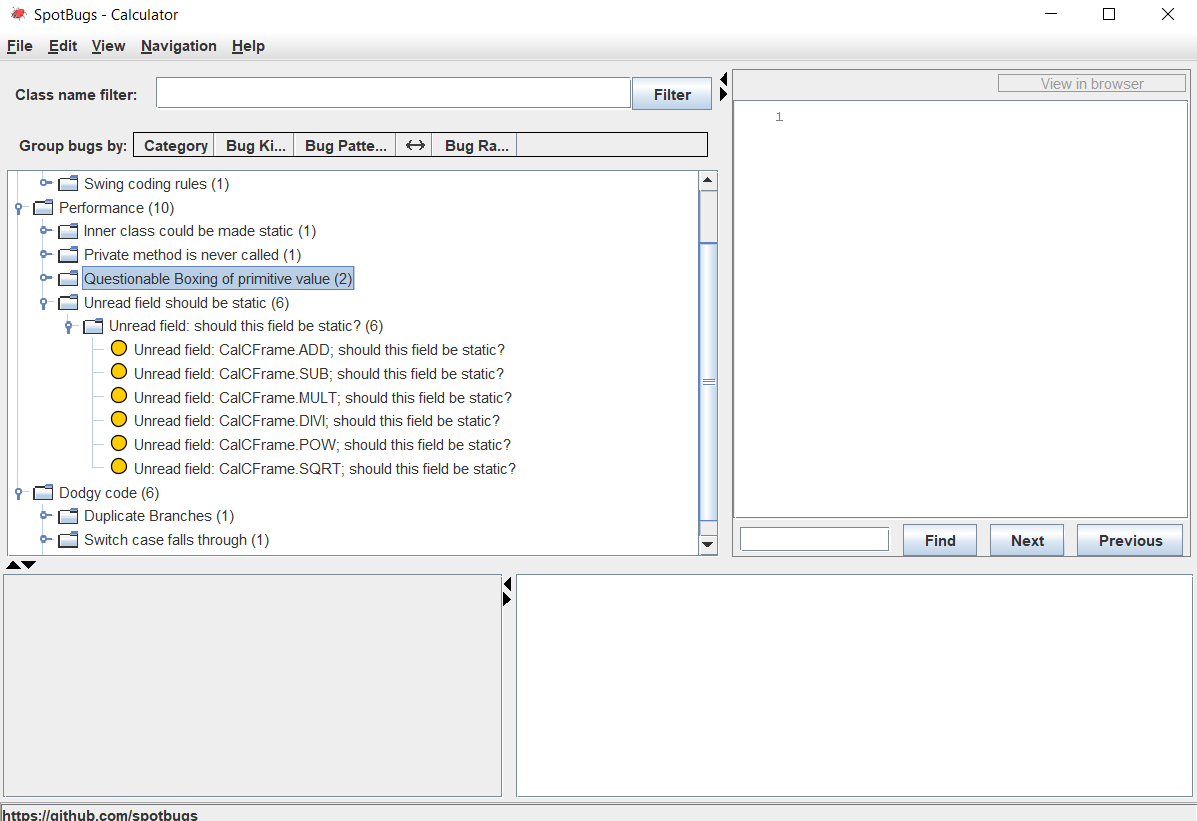 SpotBugs - Calculator
File Edit View Navigation Help
Class name filter: Filter
Group bugs by: Category Bug Ki... Bug Patte... Bug Ra...
Swing coding rules (1)
Performance (10)
Inner class could be made static (1)
Private method is never called (1)
Questionable Boxing of primitive value (2)
Unread field should be static (6)
Unread field: should this field be static? (6)
Unread field: CalCFrame.ADD; should this field be static?
Unread field: CalCFrame.SUB; should this field be static?
Unread field: CalCFrame.MULT; should this field be static?
Unread field: CalCFrame.DIVI; should this field be static?
Unread field: CalCFrame.POW; should this field be static?
Unread field: CalCFrame.SQRT; should this field be static?
Dodgy code (6)
Duplicate Branches (1)
Switch case falls through (1)
View in browser
1
Find Next Previous
https://github.com/spotbugs